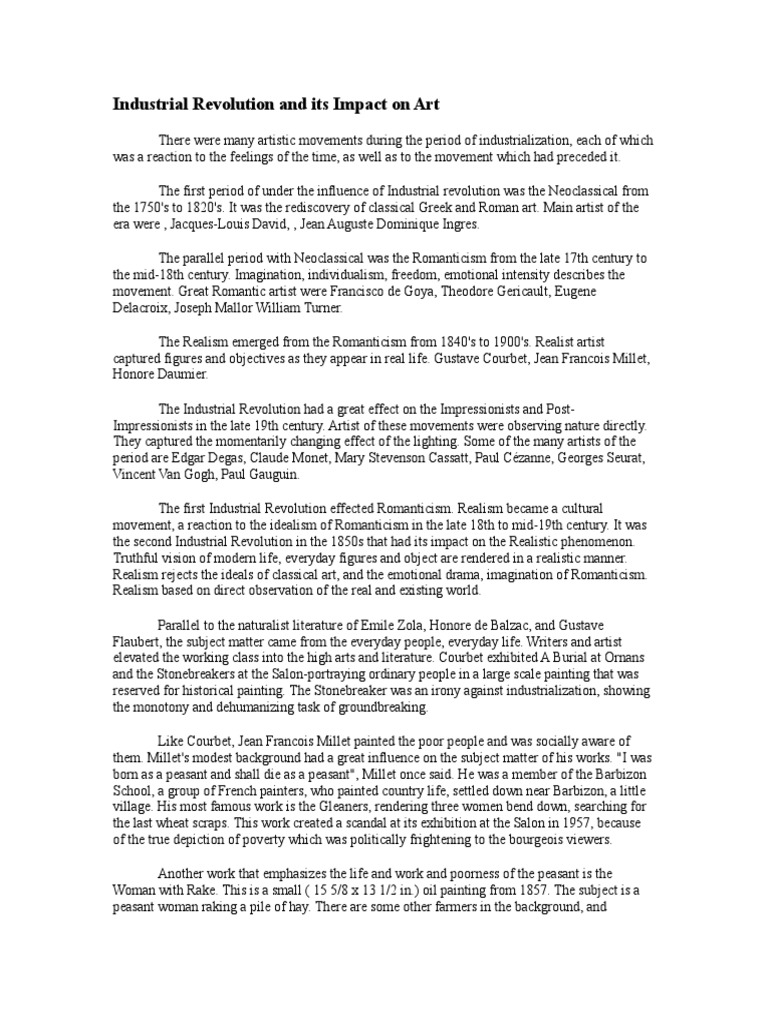 Industrial Revolution and its Impact on Art
There were many artistic movements during the period of industrialization, each of which
was a reaction to the feelings of the time, as well as to the movement which had preceded it.
The first period of under the influence of Industrial revolution was the Neoclassical from
the 1750's to 1820's. It was the rediscovery of classical Greek and Roman art. Main artist of the
era were , Jacques-Louis David, , Jean Auguste Dominique Ingres.
The parallel period with Neoclassical was the Romanticism from the late 17th century to
the mid-18th century. Imagination, individualism, freedom, emotional intensity describes the
movement. Great Romantic artist were Francisco de Goya, Theodore Gericault, Eugene
Delacroix, Joseph Mallor William Turner.
The Realism emerged from the Romanticism from 1840's to 1900's. Realist artist
captured figures and objectives as they appear in real life. Gustave Courbet, Jean Francois Millet,
Honore Daumier.
The Industrial Revolution had a great effect on the Impressionists and Post-
Impressionists in the late 19th century. Artist of these movements were observing nature directly.
They captured the momentarily changing effect of the lighting. Some of the many artists of the
period are Edgar Degas, Claude Monet, Mary Stevenson Cassatt, Paul Cézanne, Georges Seurat,
Vincent Van Gogh, Paul Gauguin.
The first Industrial Revolution effected Romanticism. Realism became a cultural
movement, a reaction to the idealism of Romanticism in the late 18th to mid-19th century. It was
the second Industrial Revolution in the 1850s that had its impact on the Realistic phenomenon.
Truthful vision of modern life, everyday figures and object are rendered in a realistic manner.
Realism rejects the ideals of classical art, and the emotional drama, imagination of Romanticism.
Realism based on direct observation of the real and existing world.
Parallel to the naturalist literature of Emile Zola, Honore de Balzac, and Gustave
Flaubert, the subject matter came from the everyday people, everyday life. Writers and artist
elevated the working class into the high arts and literature. Courbet exhibited A Burial at Ornans
and the Stonebreakers at the Salon-portraying ordinary people in a large scale painting that was
reserved for historical painting. The Stonebreaker was an irony against industrialization, showing
the monotony and dehumanizing task of groundbreaking.
Like Courbet, Jean Francois Millet painted the poor people and was socially aware of
them. Millet's modest background had a great influence on the subject matter of his works. "I was
born as a peasant and shall die as a peasant", Millet once said. He was a member of the Barbizon
School, a group of French painters, who painted country life, settled down near Barbizon, a little
village. His most famous work is the Gleaners, rendering three women bend down, searching for
the last wheat scraps. This work created a scandal at its exhibition at the Salon in 1957, because
of the true depiction of poverty which was politically frightening to the bourgeois viewers.
Another work that emphasizes the life and work and poorness of the peasant is the
Woman with Rake. This is a small ( 15 5/8 x 13 1/2 in.) oil painting from 1857. The subject is a
peasant woman raking a pile of hay. There are some other farmers in the background, and